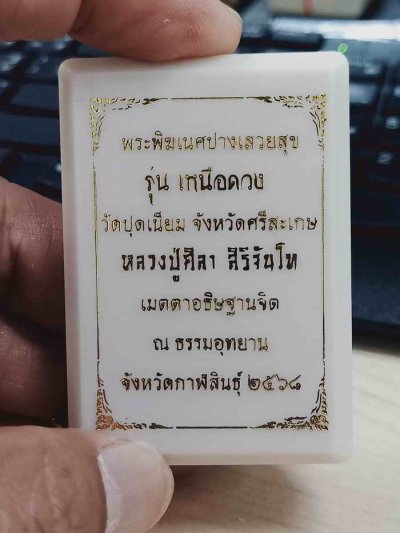 พระพิฆเนศปางเสวยสุข
รุ่น เหนือดวง
วัดปุดเนียม จังหวัดศรีสะเกษ
หลวงปู่ศิลา สิริจันโท
เมตตาอธิษฐานจิต
ณ ธรรมอุทยาน
จังหวัดกาฬสินธุ์ ๒๕๖๘